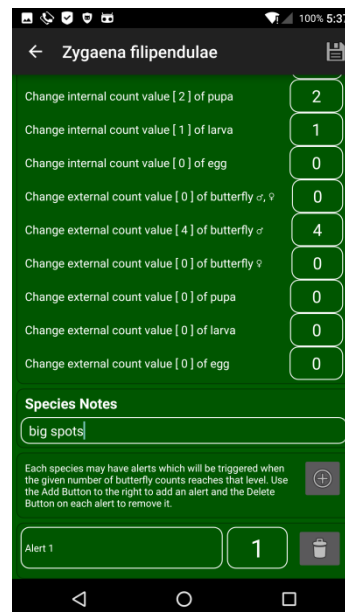 100% 5:37
Zygaena filipendulae
Change internal count value [ 2 ] of pupa 2
Change internal count value [ 1 ] of larva 1
Change internal count value [ 0 ] of egg 0
Change external count value [ 0 ] of butterfly ♂, ♀ 0
Change external count value [ 4 ] of butterfly ♂ 4
Change external count value [ 0 ] of butterfly ♀ 0
Change external count value [ 0 ] of pupa 0
Change external count value [ 0 ] of larva 0
Change external count value [ 0 ] of egg 0
Species Notes
big spots
Each species may have alerts which will be triggered when
the given number of butterfly counts reaches that level. Use
the Add Button to the right to add an alert and the Delete
Button on each alert to remove it.
Alert 1 1